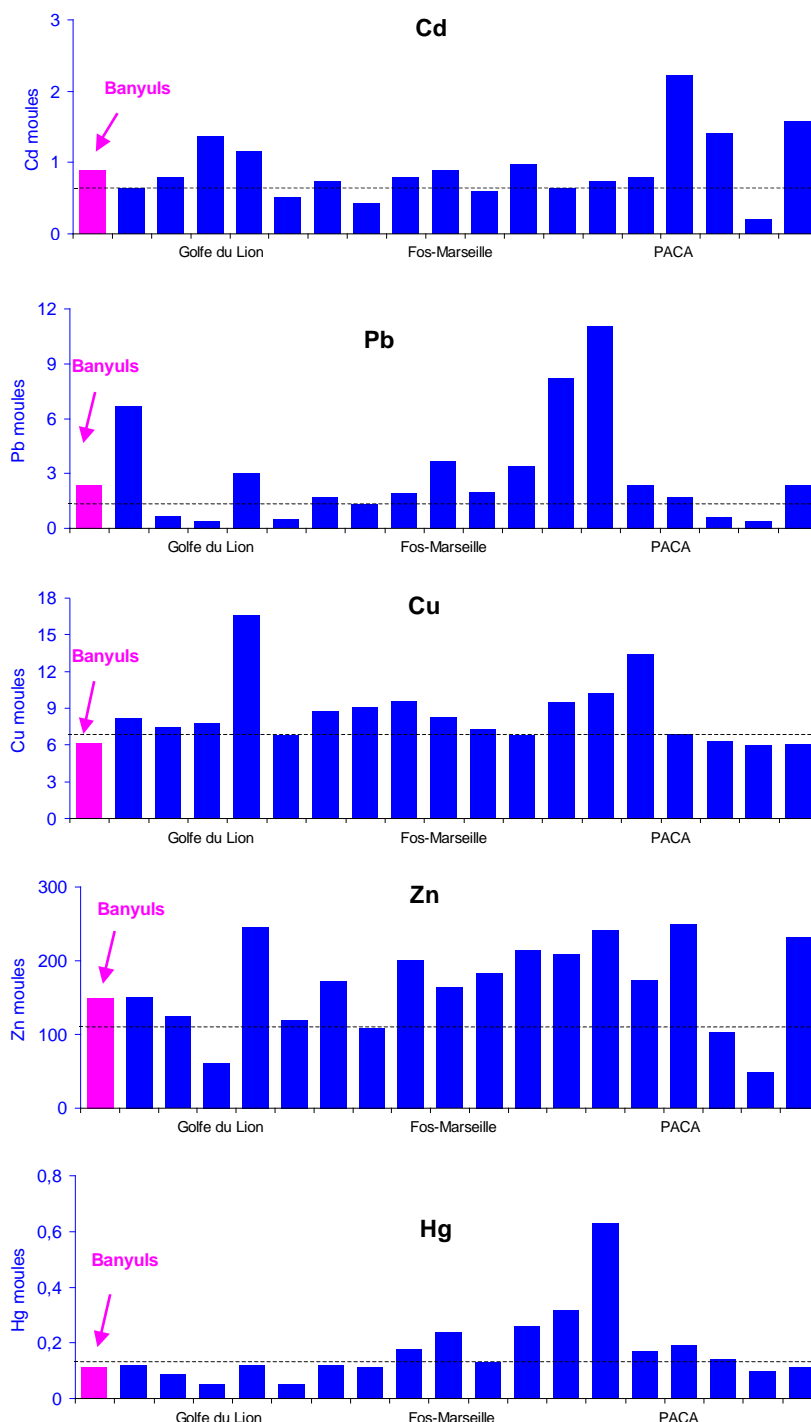 Cd
3
Banyuls
2
Cd moules
1
0
Golfe du Lion Fos-Marseille PACA
12
Pb
Banyuls
9
Pb moules
6
3
0
Golfe du Lion Fos-Marseille PACA
18
Cu
15
Banyuls
12
Cu moules
9
6
3
0
Golfe du Lion Fos-Marseille PACA
300
Zn
Banyuls
200
Zn moules
100
0
Golfe du Lion Fos-Marseille PACA
0,8
Hg
0,6
Banyuls
Hg moules
0,4
0,2
0
Golfe du Lion Fos-Marseille PACA